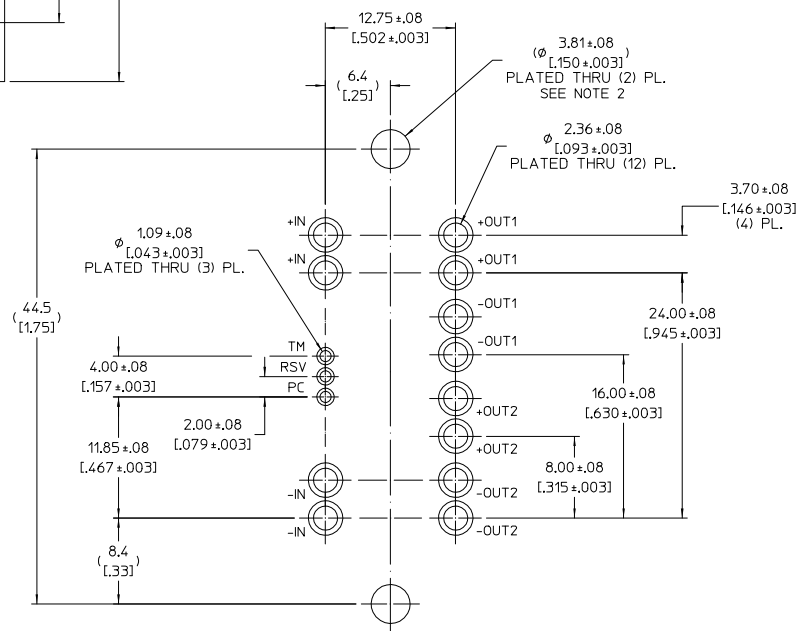 12.75±.08
[.502±.003]
6.4
( )
[.25]
3.81±.08
(ø )
[.150±.003]
PLATED THRU (2) PL.
SEE NOTE 2
2.36±.08
ø
[.093±.003]
PLATED THRU (12) PL.
3.70±.08
[.146±.003]
(4) PL.
+IN
+OUT1
1.09±.08
ø
[.043±.003]
PLATED THRU (3) PL.
+IN
+OUT1
44.5
( )
[1.75]
-OUT1
24.00±.08
[.945±.003]
TM
-OUT1
4.00±.08
[.157±.003]
RSV
PC
16.00±.08
[.630±.003]
2.00±.08
[.079±.003]
+OUT2
11.85±.08
[.467±.003]
+OUT2
8.00±.08
[.315±.003]
-IN
-OUT2
-IN
-OUT2
8.4
( )
[.33]